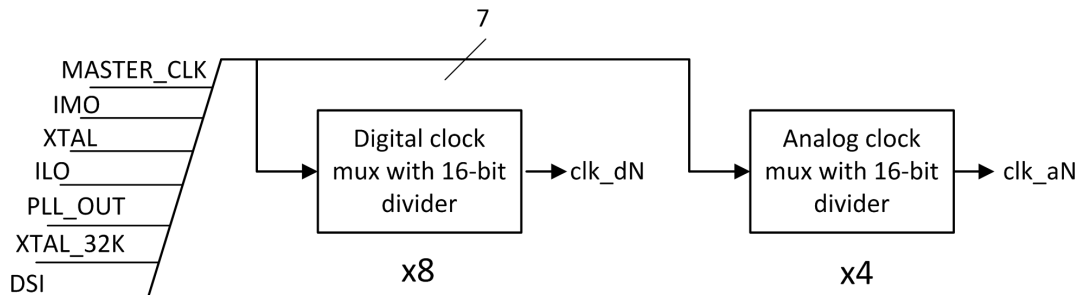 7
MASTER_CLK
IMO
XTAL
ILO
PLL_OUT
XTAL_32K
DSI
Digital clock
mux with 16-bit
divider
clk_dN
x8
Analog clock
mux with 16-bit
divider
clk_aN
x4